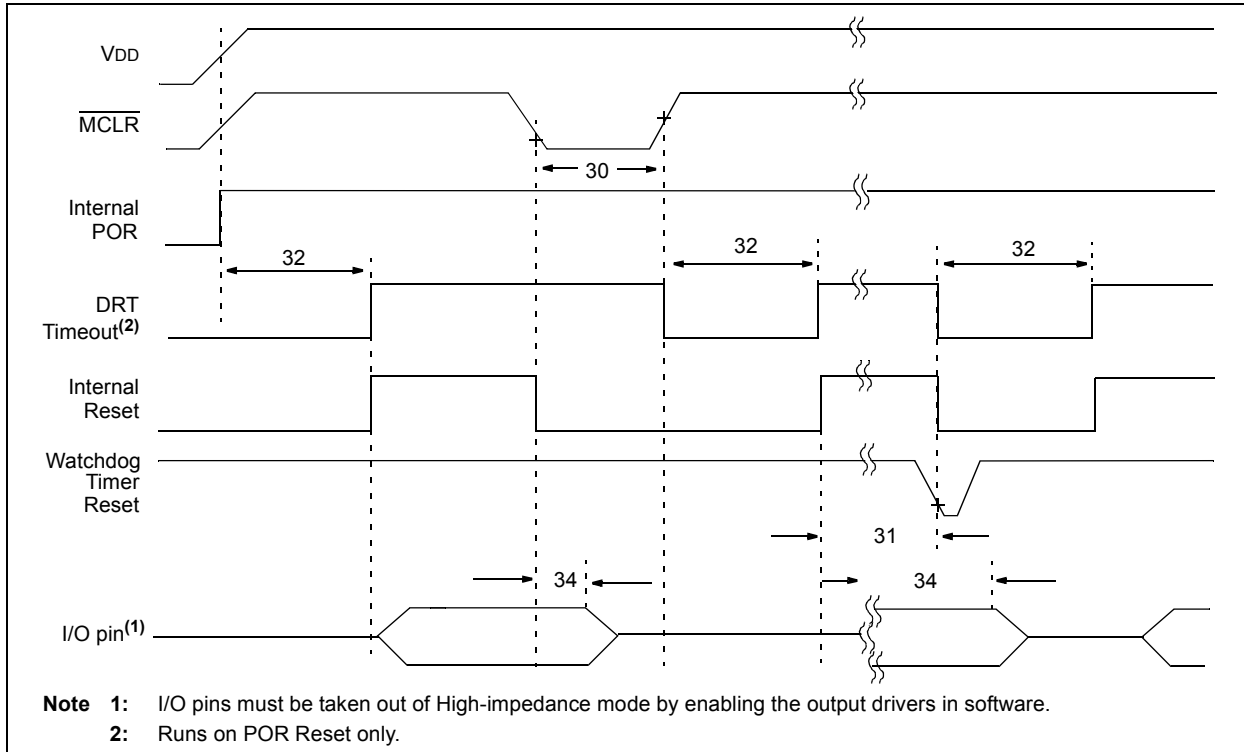 VDD
MCLR
30
Internal
POR
32
32
32
DRT
Timeout(2)
Internal
Reset
Watchdog
Timer
Reset
31
34
34
I/O pin(1)
Note 1: I/O pins must be taken out of High-impedance mode by enabling the output drivers in software.
2: Runs on POR Reset only.